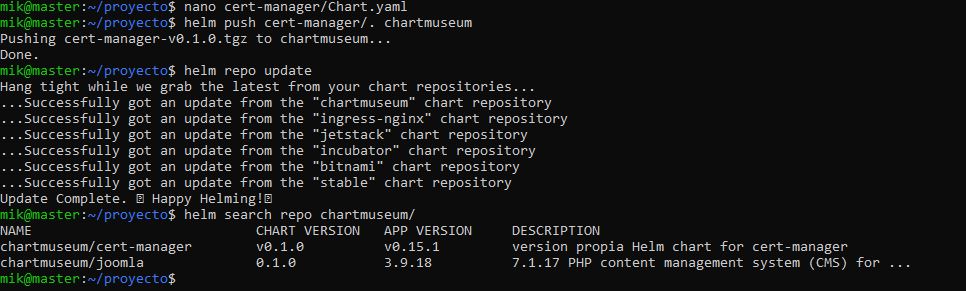 mik@master:~/proyecto$ nano cert-manager/Chart.yaml
mik@master:~/proyecto$ helm push cert-manager/. chartmuseum
Pushing cert-manager-v0.1.0.tgz to chartmuseum...
Done.
mik@master:~/proyecto$ helm repo update
Hang tight while we grab the latest from your chart repositories...
...Successfully got an update from the "chartmuseum" chart repository
...Successfully got an update from the "ingress-nginx" chart repository
...Successfully got an update from the "jetstack" chart repository
...Successfully got an update from the "incubator" chart repository
...Successfully got an update from the "bitnami" chart repository
...Successfully got an update from the "stable" chart repository
Update Complete. ⍰ Happy Helming!⍰
mik@master:~/proyecto$ helm search repo chartmuseum/
NAME CHART VERSION APP VERSION DESCRIPTION
chartmuseum/cert-manager v0.1.0 v0.15.1 version propia Helm chart for cert-manager
chartmuseum/joomla 0.1.0 3.9.18 7.1.17 PHP content management system (CMS) for ...
mik@master:~/proyecto$